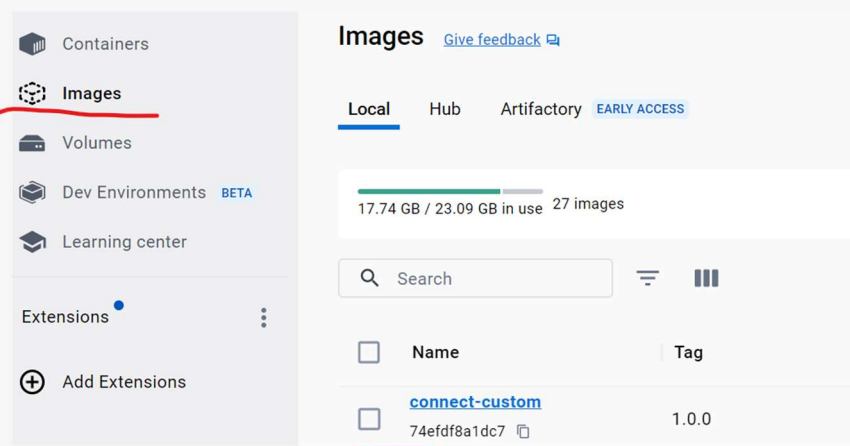 Containers
Images
Volumes
Dev Environments BETA
Learning center
Extensions
Add Extensions
Images Give feedback
Local Hub Artifactory EARLY ACCESS
17.74 GB / 23.09 GB in use 27 images
Search
Name Tag
connect-custom
74efdf8a1dc7
1.0.0